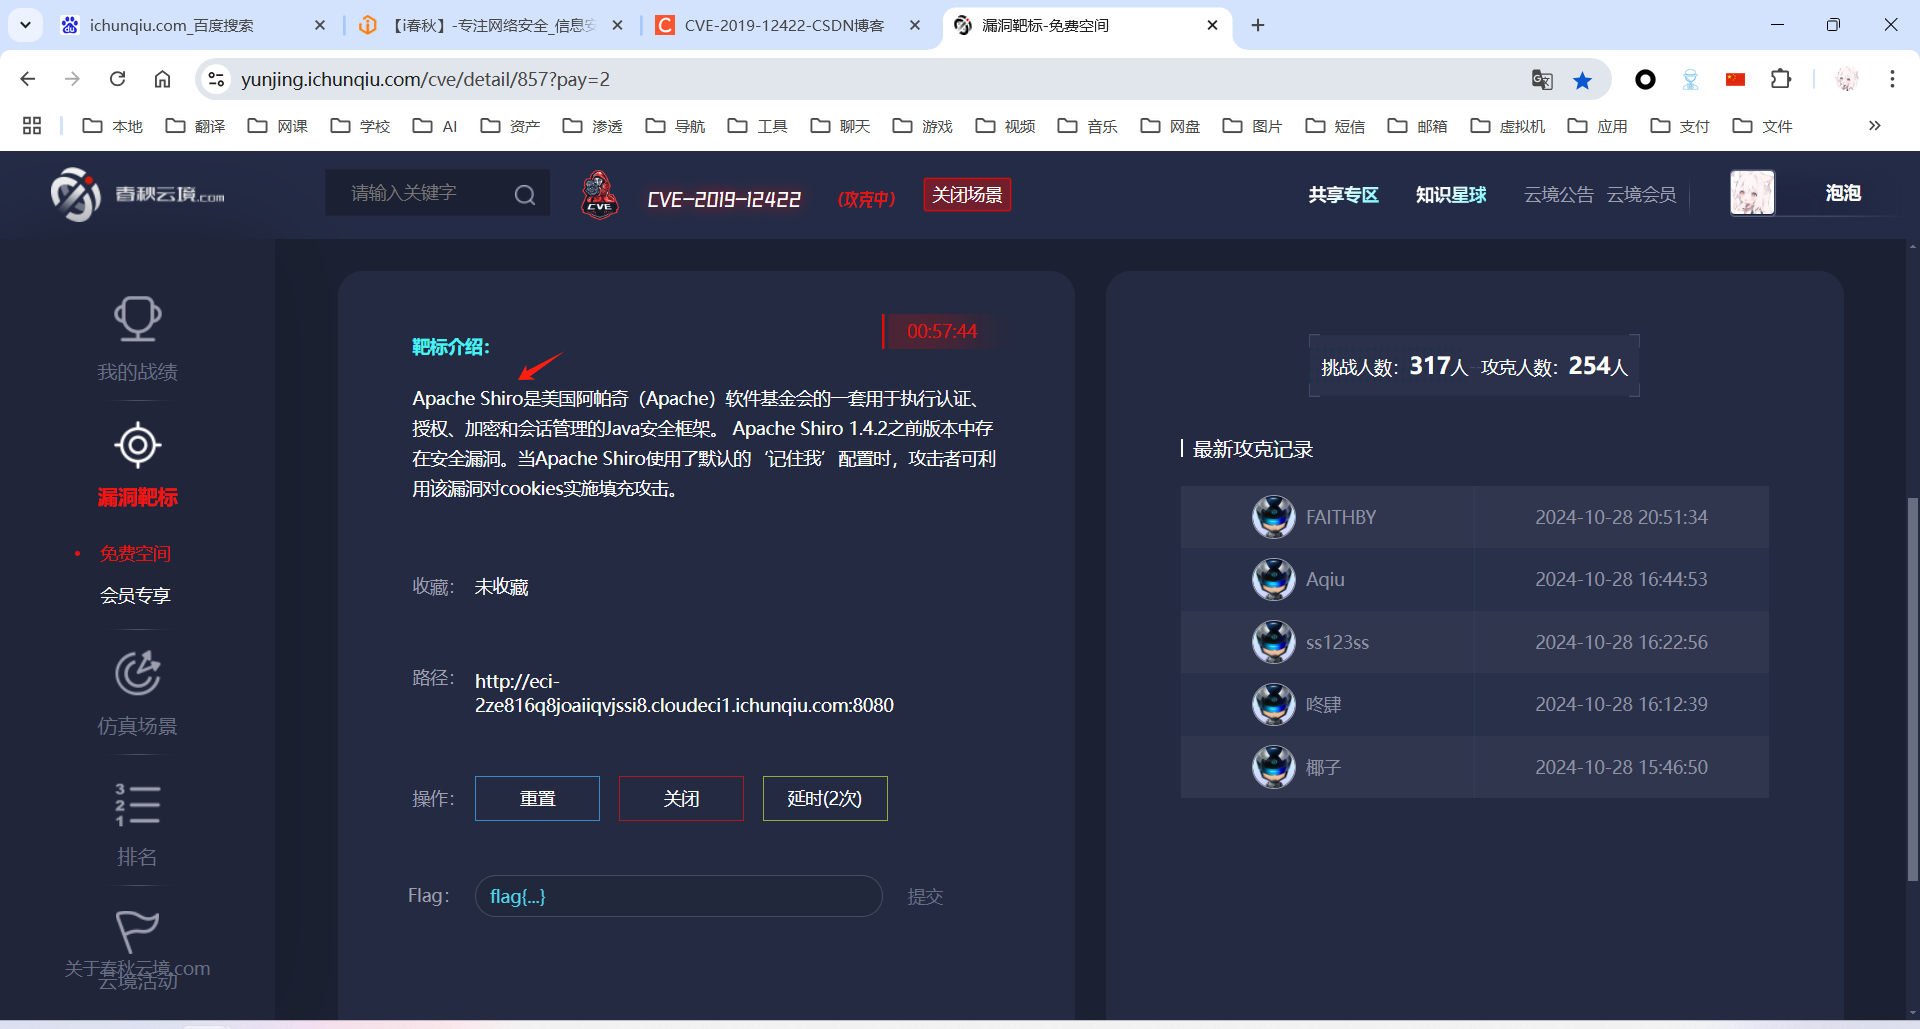 ichunqiu.com_百度搜索
【i春秋】-专注网络安全_信息安
CVE-2019-12422-CSDN博客
漏洞靶标-免费空间
yunjing.ichunqiu.com/cve/detail/857?pay=2
本地
翻译
网课
学校
AI
资产
渗透
导航
工具
聊天
游戏
视频
音乐
网盘
图片
短信
邮箱
虚拟机
应用
支付
文件
春秋云境.com
请输入关键字
CVE
CVE-2019-12422
(攻克中)
关闭场景
共享专区
知识星球
云境公告
云境会员
泡泡
我的战绩
漏洞靶标
免费空间
会员专享
仿真场景
3
2
1
排名
关于春秋云境.com
云境活动
00:57:44
靶标介绍：
Apache Shiro是美国阿帕奇（Apache）软件基金会的一套用于执行认证、
授权、加密和会话管理的Java安全框架。 Apache Shiro 1.4.2之前版本中存
在安全漏洞。当Apache Shiro使用了默认的‘记住我’配置时，攻击者可利
用该漏洞对cookies实施填充攻击。
收藏：
未收藏
路径：
http://eci-
2ze816q8joaiiqvjssi8.cloudeci1.ichunqiu.com:8080
操作：
重置
关闭
延时(2次)
Flag：
flag{...}
提交
挑战人数：317人 攻克人数：254人
最新攻克记录
FAITHBY 2024-10-28 20:51:34
Aqiu 2024-10-28 16:44:53
ss123ss 2024-10-28 16:22:56
咚肆 2024-10-28 16:12:39
椰子 2024-10-28 15:46:50